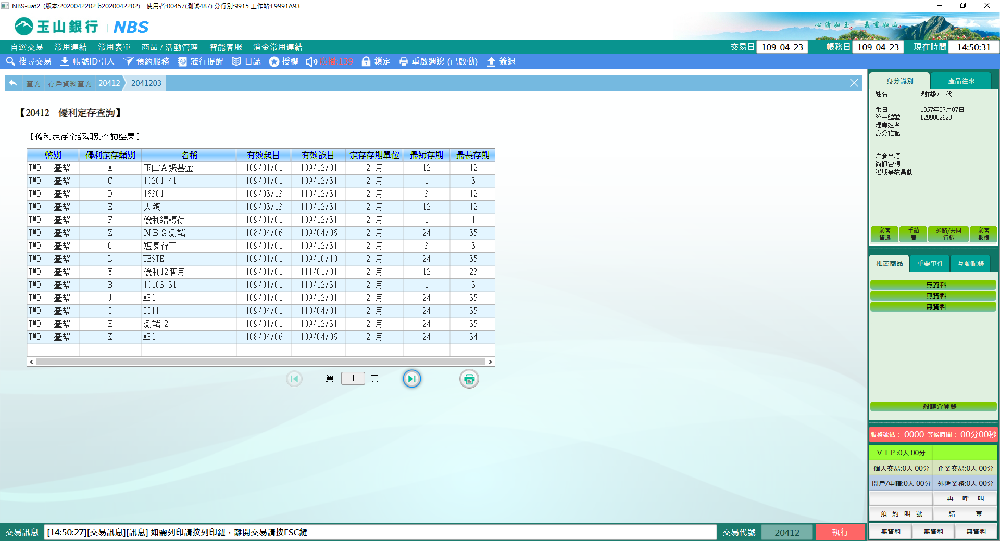 NBS-uat2 (版本:2020042202.b2020042202) 使用者:00457(測試487) 分行別:9915 工作站:L9991A93
玉山銀行 | NBS
心清如玉 義重如山
自選交易 常用連結 常用表單 商品 / 活動管理 智能客服 消金常用連結 交易日 109-04-23 帳務日 109-04-23 現在時間 14:50:31
搜尋交易 帳號ID引入 預約服務 蒞行提醒 日誌 授權 廣播:139 鎖定 重啟週邊 (已啟動) 簽退
查詢 存戶資料查詢 20412 2041203
【20412 優利定存查詢】
【優利定存全部類別查詢結果】
幣別 優利定存類別 名稱 有效起日 有效訖日 定存存期單位 最短存期 最長存期
TWD - 臺幣 A 玉山A級基金 109/01/01 109/12/01 2-月 12 12
TWD - 臺幣 C 10201-41 109/01/01 109/12/31 2-月 1 3
TWD - 臺幣 D 16301 109/03/13 110/12/31 2-月 3 12
TWD - 臺幣 E 大額 109/03/13 110/12/31 2-月 12 12
TWD - 臺幣 F 優利續轉存 109/01/01 109/12/31 2-月 1 1
TWD - 臺幣 Z NBS測試 108/04/06 109/04/06 2-月 24 35
TWD - 臺幣 G 短長皆三 109/01/01 109/12/31 2-月 3 3
TWD - 臺幣 L TESTE 109/01/01 109/10/10 2-月 24 35
TWD - 臺幣 Y 優利12個月 109/01/01 111/01/01 2-月 12 23
TWD - 臺幣 B 10103-31 109/01/01 110/12/31 2-月 1 3
TWD - 臺幣 J ABC 109/01/01 109/12/01 2-月 24 35
TWD - 臺幣 I IIII 109/04/01 110/04/01 2-月 24 35
TWD - 臺幣 H 測試-2 109/01/01 109/12/31 2-月 24 35
TWD - 臺幣 K ABC 108/04/06 109/04/06 2-月 24 34
第 1 頁
身分識別 產品往來
姓名 測試陳三秋
生日 1957年07月07日
統一編號 D299002629
理專姓名
身分註記
注意事項
簡訊密碼
近期事故異動
顧客資訊 手續費 通路/共同行銷 顧客影像
推薦商品 重要事件 互動記錄
無資料
無資料
無資料
一般轉介登錄
服務號碼： 0000 等候時間： 00分00秒
ＶＩＰ:0人 00分
個人交易:0人 00分 企業交易:0人 00分
開戶/申請:0人 00分 外匯業務:0人 00分
再 呼 叫
預 約 叫 號 結 束
無資料 無資料 無資料
交易訊息 [14:50:27][交易訊息][訊息] 如需列印請按列印鈕，離開交易請按ESC鍵 交易代號 20412 執行